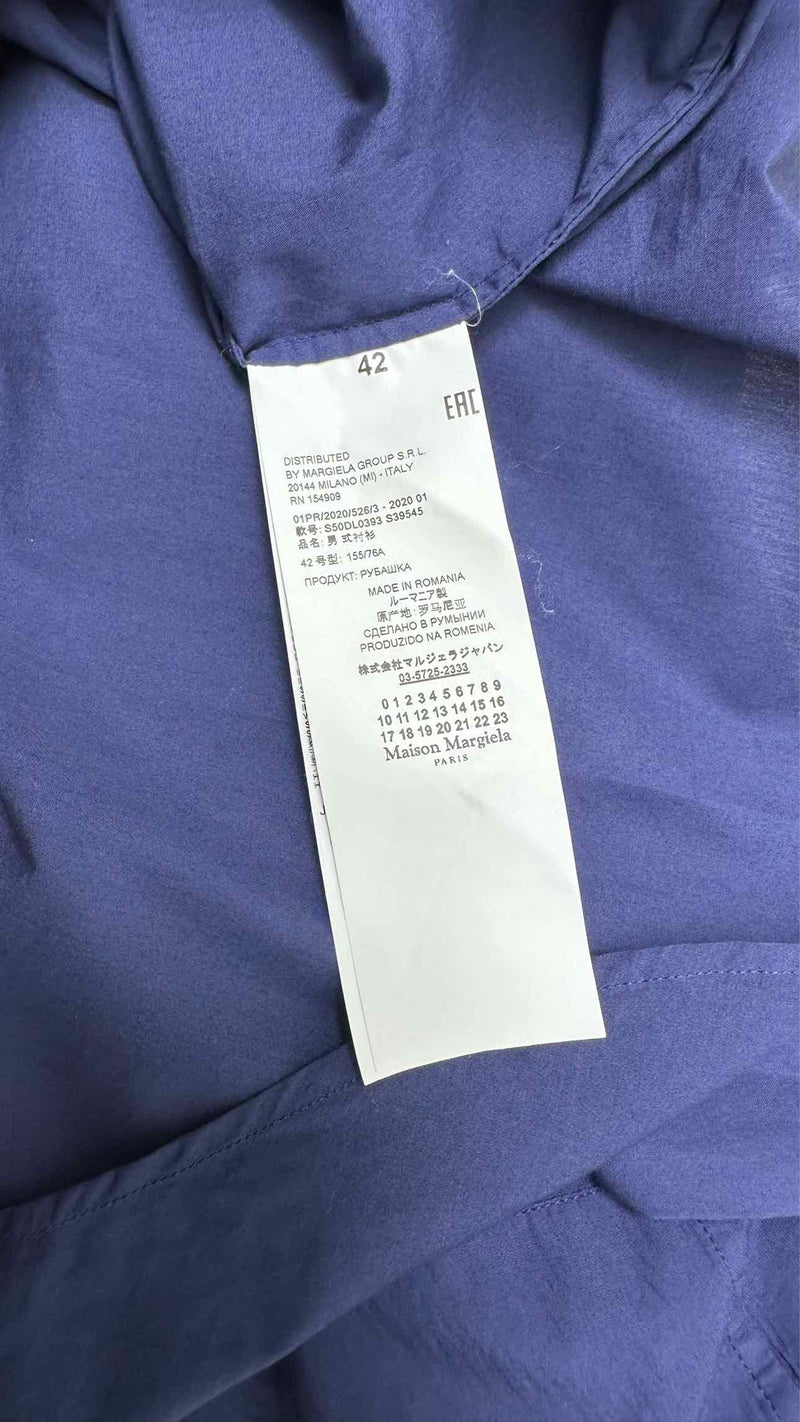 42
EAC
DISTRIBUTED
BY MARGIELA GROUP S.R.L.
20144 MILANO (MI) - ITALY
RN 154909
01PR/2020/526/3 - 2020 01
款号: S50DL0393 S39545
品名: 男 式衬衫
42 号型: 155/76A
ПРОДУКТ: РУБАШКА
MADE IN ROMANIA
ルーマニア製
原产地: 罗马尼亚
СДЕЛАНО В РУМЫНИИ
PRODUZIDO NA ROMENIA
株式会社マルジェラジャパン
03-5725-2333
0 1 2 3 4 5 6 7 8 9
10 11 12 13 14 15 16
17 18 19 20 21 22 23
Maison Margiela
PARIS